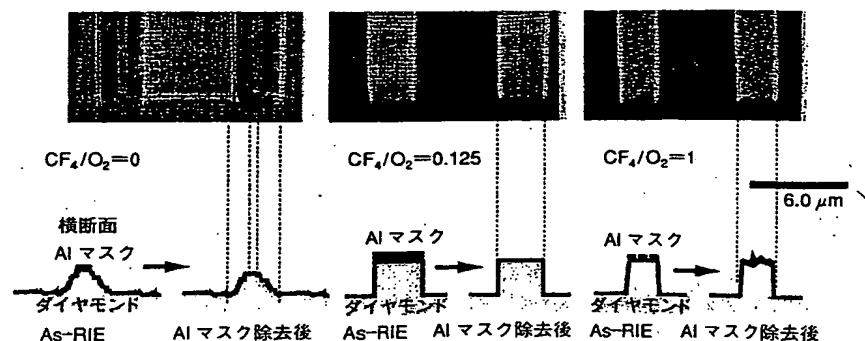 CF₄/O₂=0
CF₄/O₂=0.125
CF₄/O₂=1
6.0 μm
横断面
Al マスク
ダイヤモンド
As-RIE
Al マスク除去後
Al マスク
ダイヤモンド
As-RIE
Al マスク除去後
Al マスク
ダイヤモンド
As-RIE
Al マスク除去後